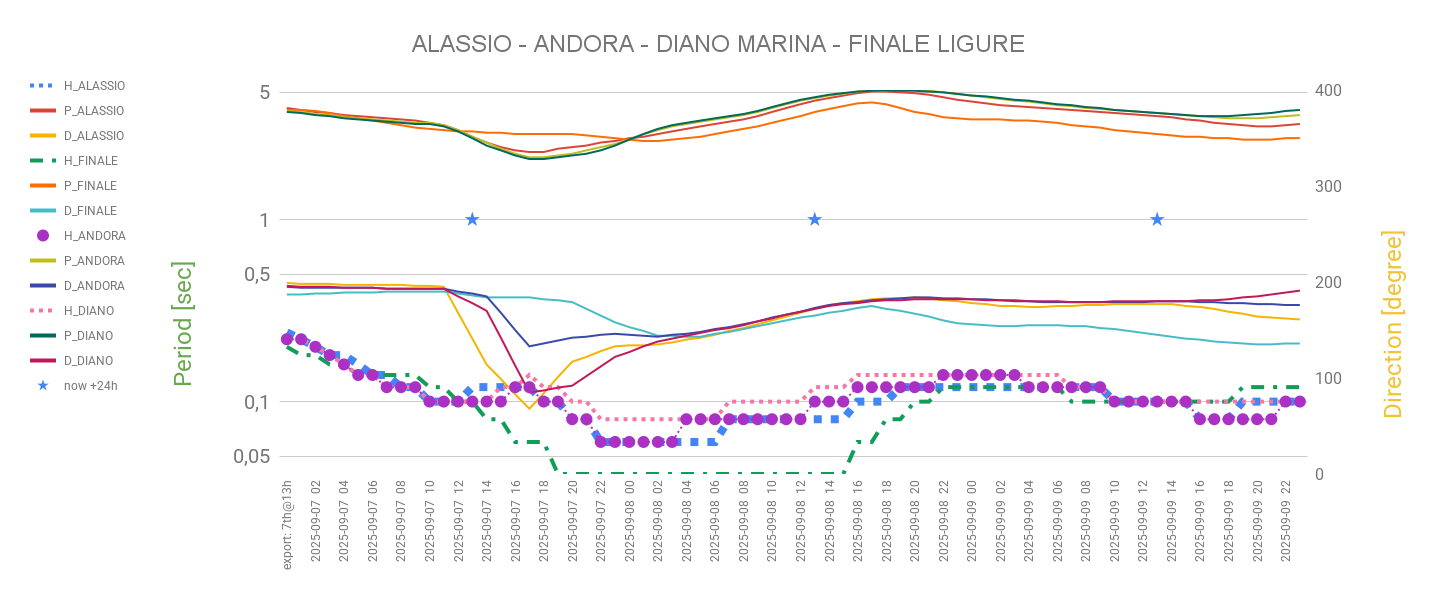 ALASSIO - ANDORA - DIANO MARINA - FINALE LIGURE
H_ALASSIO
P_ALASSIO
D_ALASSIO
H_FINALE
P_FINALE
D_FINALE
H_ANDORA
P_ANDORA
D_ANDORA
H_DIANO
P_DIANO
D_DIANO
now +24h
Period [sec]
5
1
0,5
0,1
0,05
400
300
200
100
0
Direction [degree]
export: 7th@13h
2025-09-07 02
2025-09-07 04
2025-09-07 06
2025-09-07 08
2025-09-07 10
2025-09-07 12
2025-09-07 14
2025-09-07 16
2025-09-07 18
2025-09-07 20
2025-09-07 22
2025-09-08 00
2025-09-08 02
2025-09-08 04
2025-09-08 06
2025-09-08 08
2025-09-08 10
2025-09-08 12
2025-09-08 14
2025-09-08 16
2025-09-08 18
2025-09-08 20
2025-09-08 22
2025-09-09 00
2025-09-09 02
2025-09-09 04
2025-09-09 06
2025-09-09 08
2025-09-09 10
2025-09-09 12
2025-09-09 14
2025-09-09 16
2025-09-09 18
2025-09-09 20
2025-09-09 22